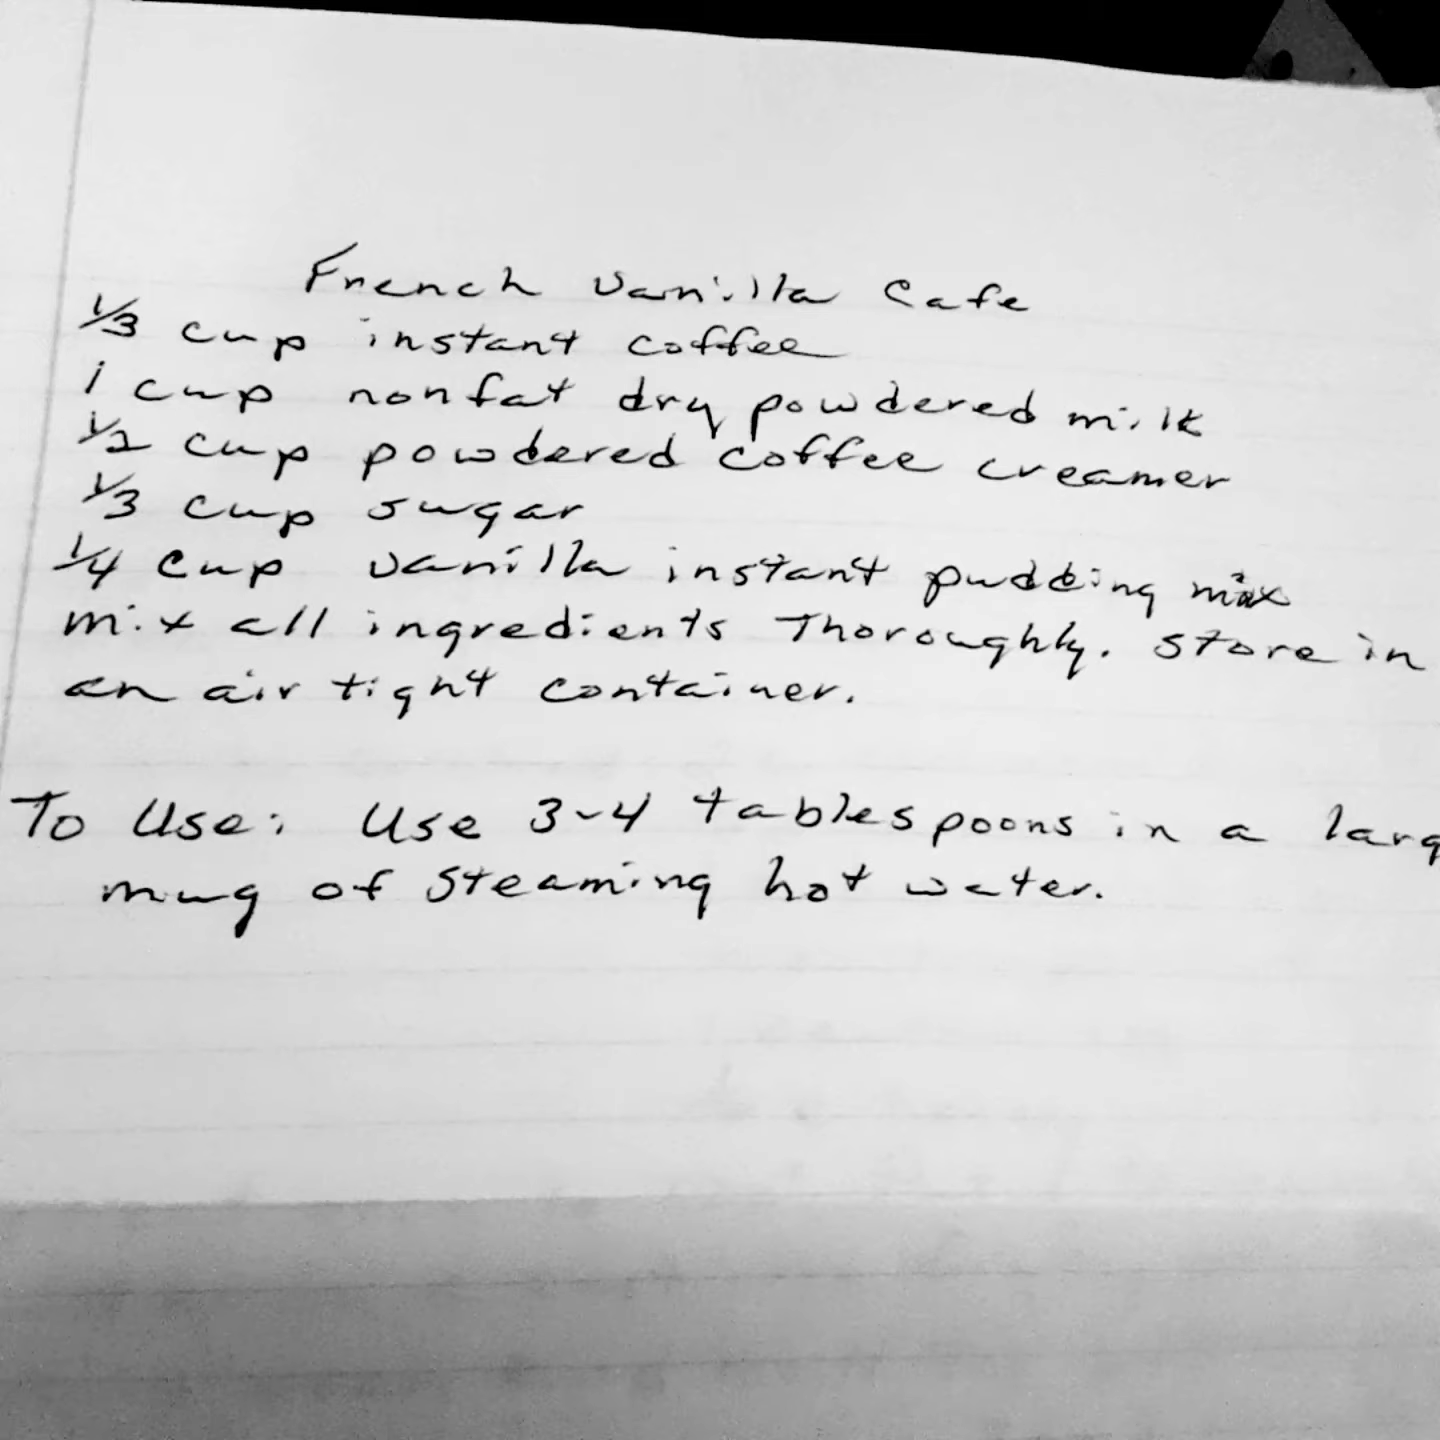 French Vanilla Cafe
1/3 cup instant coffee
1 cup nonfat dry powdered milk
1/2 cup powdered coffee creamer
1/3 cup sugar
1/4 cup vanilla instant pudding mix
mix all ingredients Thoroughly. Store in
an air tight container.
To Use: Use 3-4 tablespoons in a larg
mug of steaming hot water.